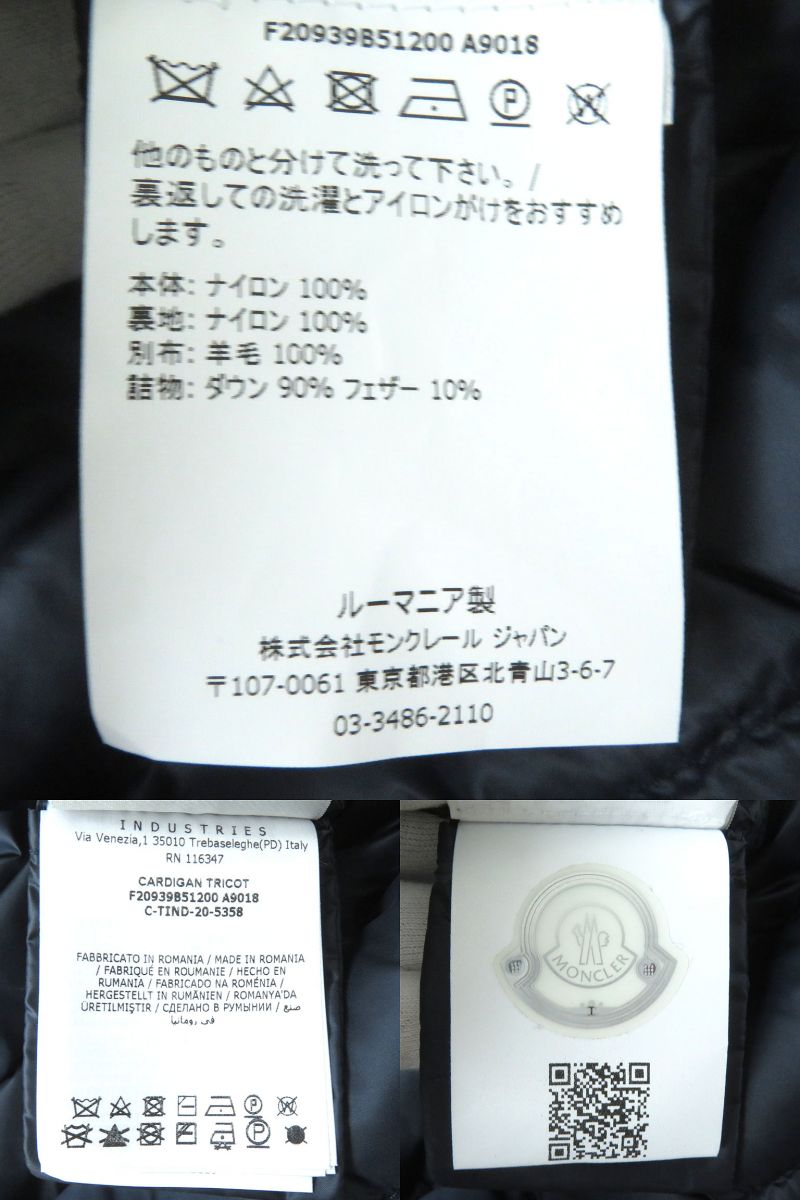 F20939B51200 A9018
P
W
他のものと分けて洗って下さい。/
裏返しての洗濯とアイロンがけをおすすめ
します。
本体: ナイロン 100%
裏地: ナイロン 100%
別布: 羊毛 100%
詰物: ダウン 90% フェザー 10%
ルーマニア製
株式会社モンクレール ジャパン
〒107-0061 東京都港区北青山3-6-7
03-3486-2110
INDUSTRIES
Via Venezia,1 35010 Trebaseleghe(PD) Italy
RN 116347
CARDIGAN TRICOT
F20939B51200 A9018
C-TIND-20-5358
FABBRICATO IN ROMANIA / MADE IN ROMANIA
/ FABRIQUÉ EN ROUMANIE / HECHO EN
RUMANIA / FABRICADO NA ROMÉNIA /
HERGESTELLT IN RUMÄNIEN / ROMANYA'DA
ÜRETILMIŞTIR / СДЕЛАНО В РУМЫНИИ / صنع
في رومانيا
P
W
P
MONCLER
I